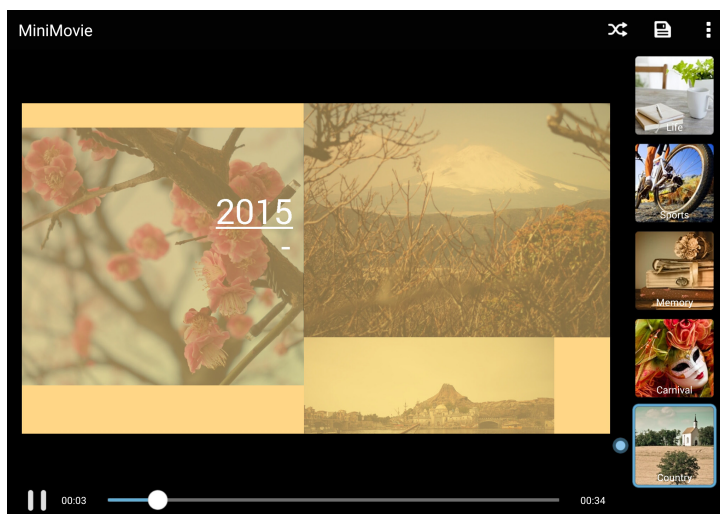 MiniMovie
2015
-
Life
Sports
Memory
Carnival
Country
00:03
00:34